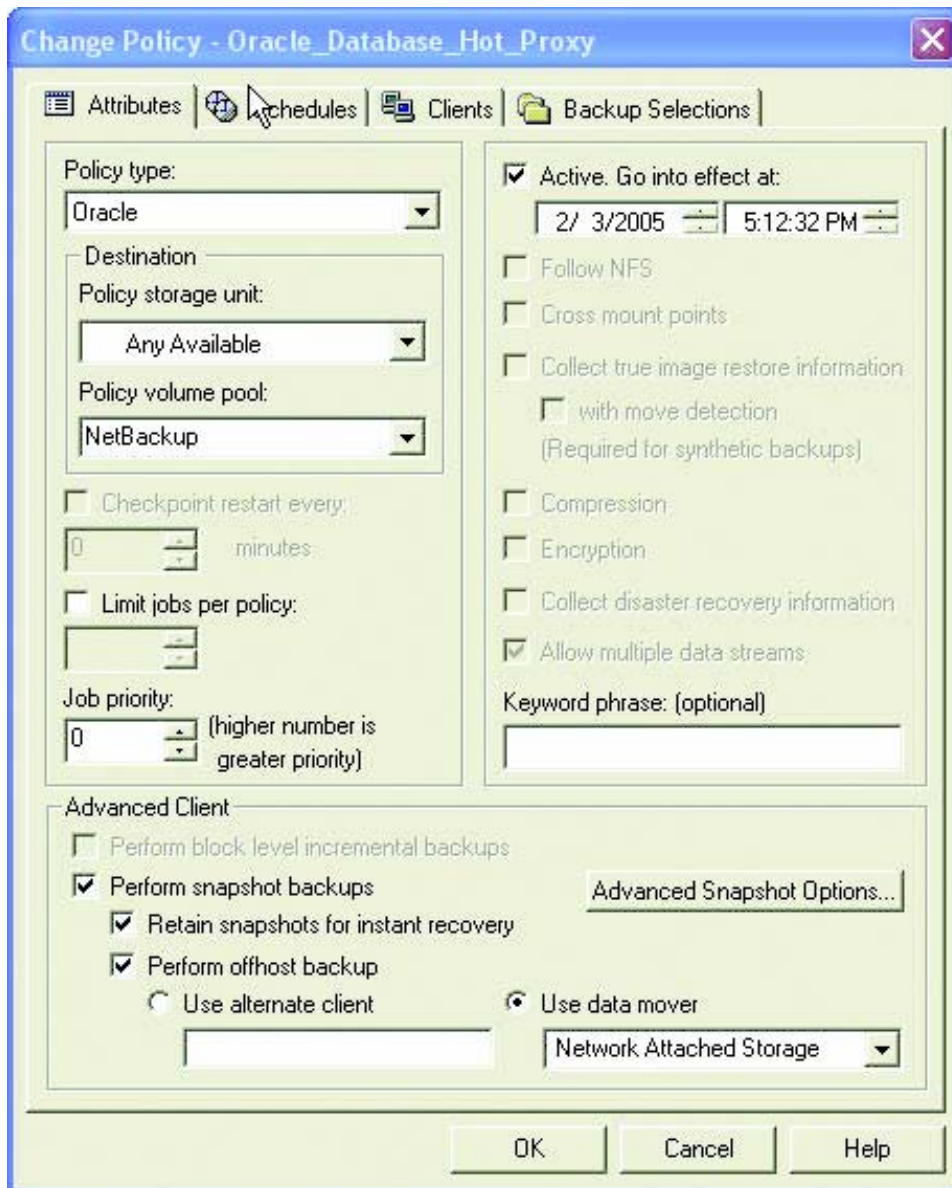 Change Policy - Oracle_Database_Hot_Proxy
Attributes
Schedules
Clients
Backup Selections
Policy type:
Oracle
Destination
Policy storage unit:
Any Available
Policy volume pool:
NetBackup
Checkpoint restart every:
0 minutes
Limit jobs per policy:
Job priority:
0 (higher number is
greater priority)
Active. Go into effect at:
2/ 3/2005 5:12:32 PM
Follow NFS
Cross mount points
Collect true image restore information
with move detection
(Required for synthetic backups)
Compression
Encryption
Collect disaster recovery information
Allow multiple data streams
Keyword phrase: (optional)
Advanced Client
Perform block level incremental backups
Perform snapshot backups
Advanced Snapshot Options...
Retain snapshots for instant recovery
Perform offhost backup
Use alternate client
Use data mover
Network Attached Storage
OK
Cancel
Help